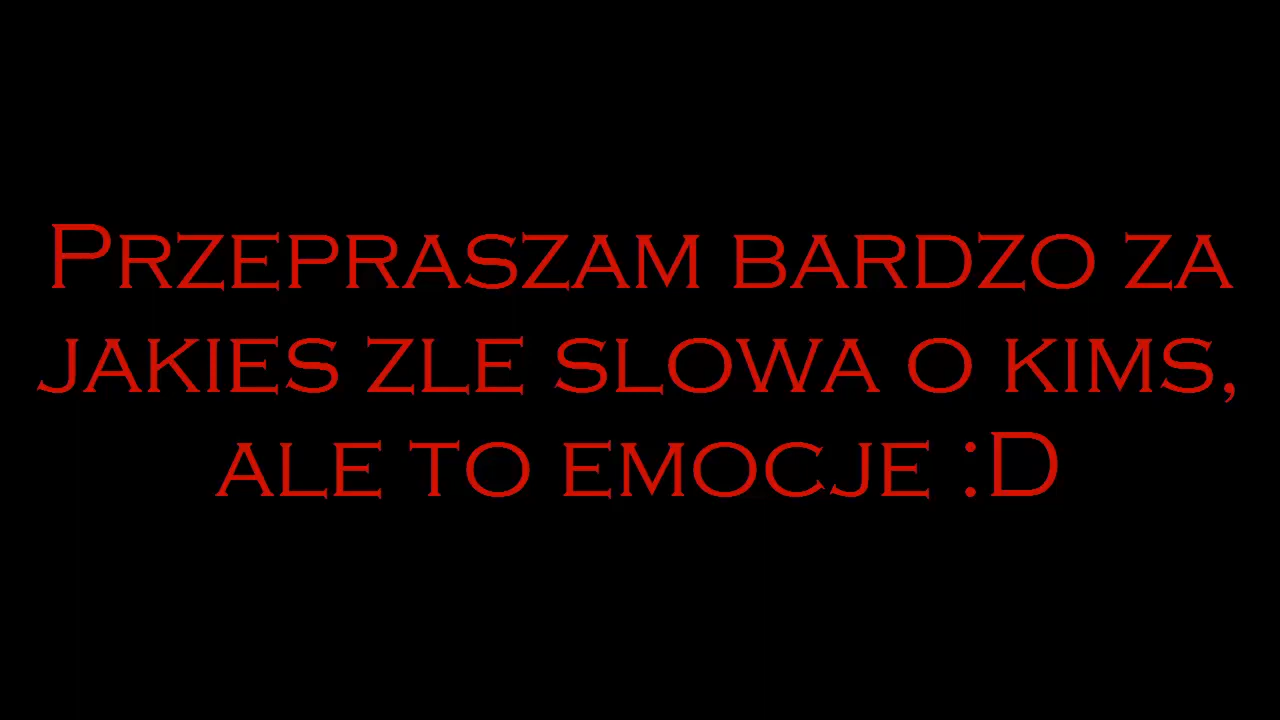 Przepraszam bardzo za
jakies zle slowa o kims,
ale to emocje :D